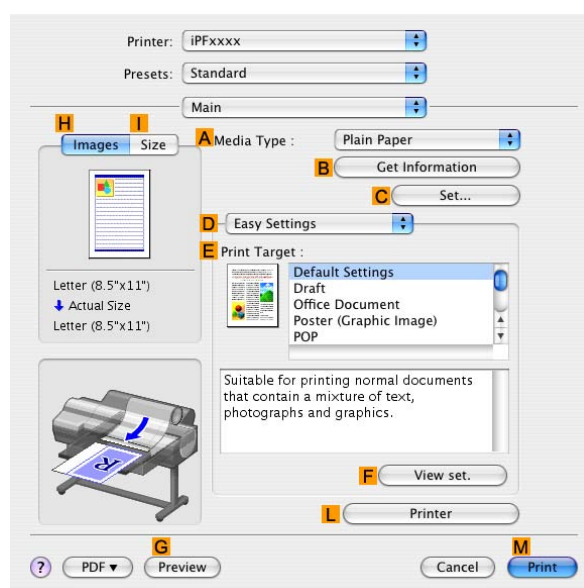 Printer: iPFxxxx
Presets: Standard
Main
H I
Images Size
A Media Type : Plain Paper
B Get Information
C Set...
D Easy Settings
E Print Target :
Default Settings
Draft
Office Document
Poster (Graphic Image)
POP
Letter (8.5"x11")
Actual Size
Letter (8.5"x11")
Suitable for printing normal documents
that contain a mixture of text,
photographs and graphics.
R
F View set.
L Printer
G M
? PDF Preview Cancel Print